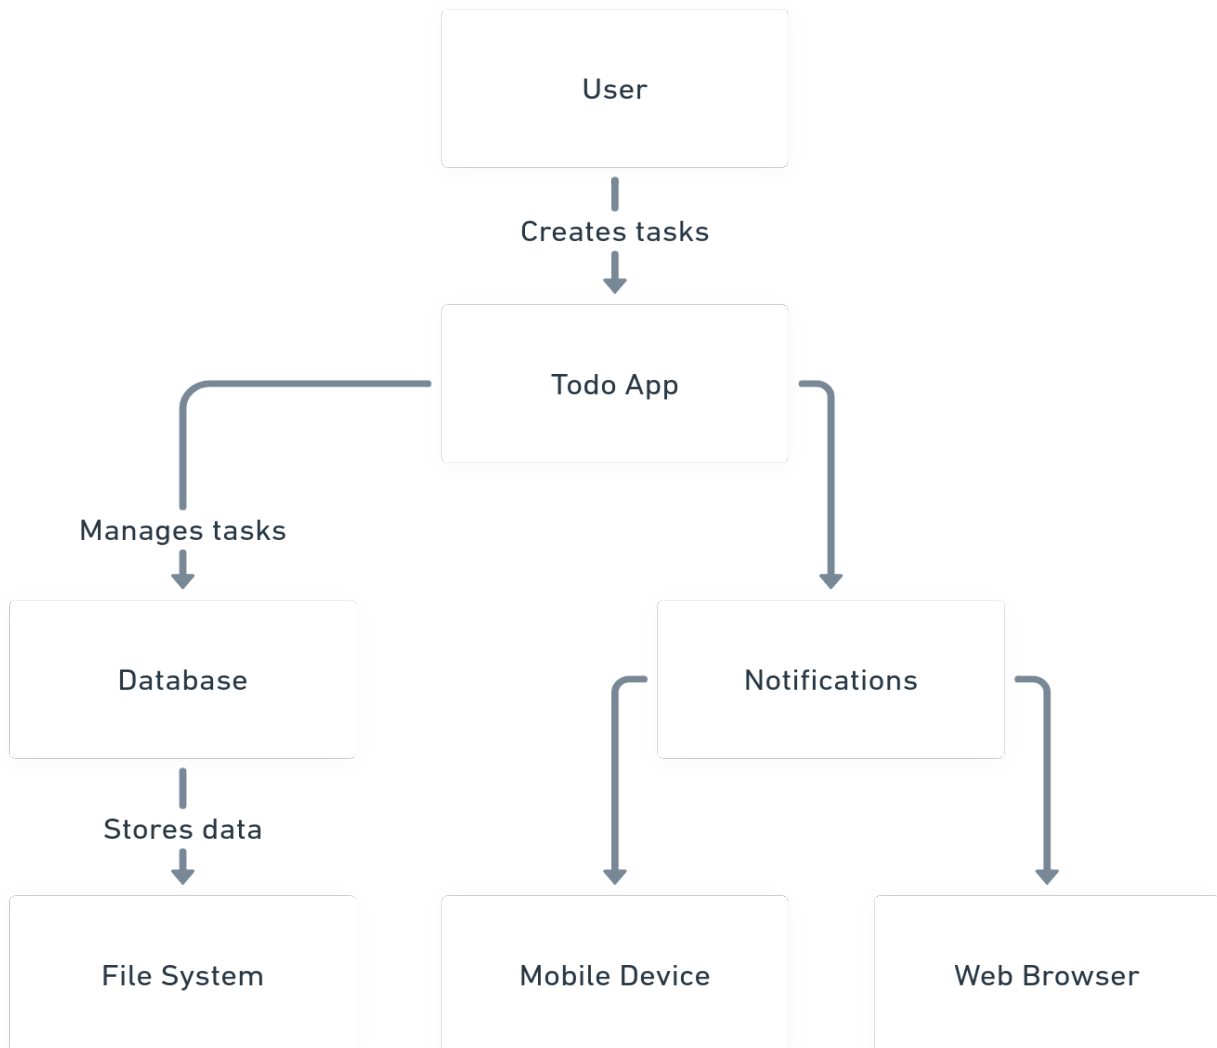 User
Creates tasks
Todo App
Manages tasks
Database
Notifications
Stores data
File System
Mobile Device
Web Browser